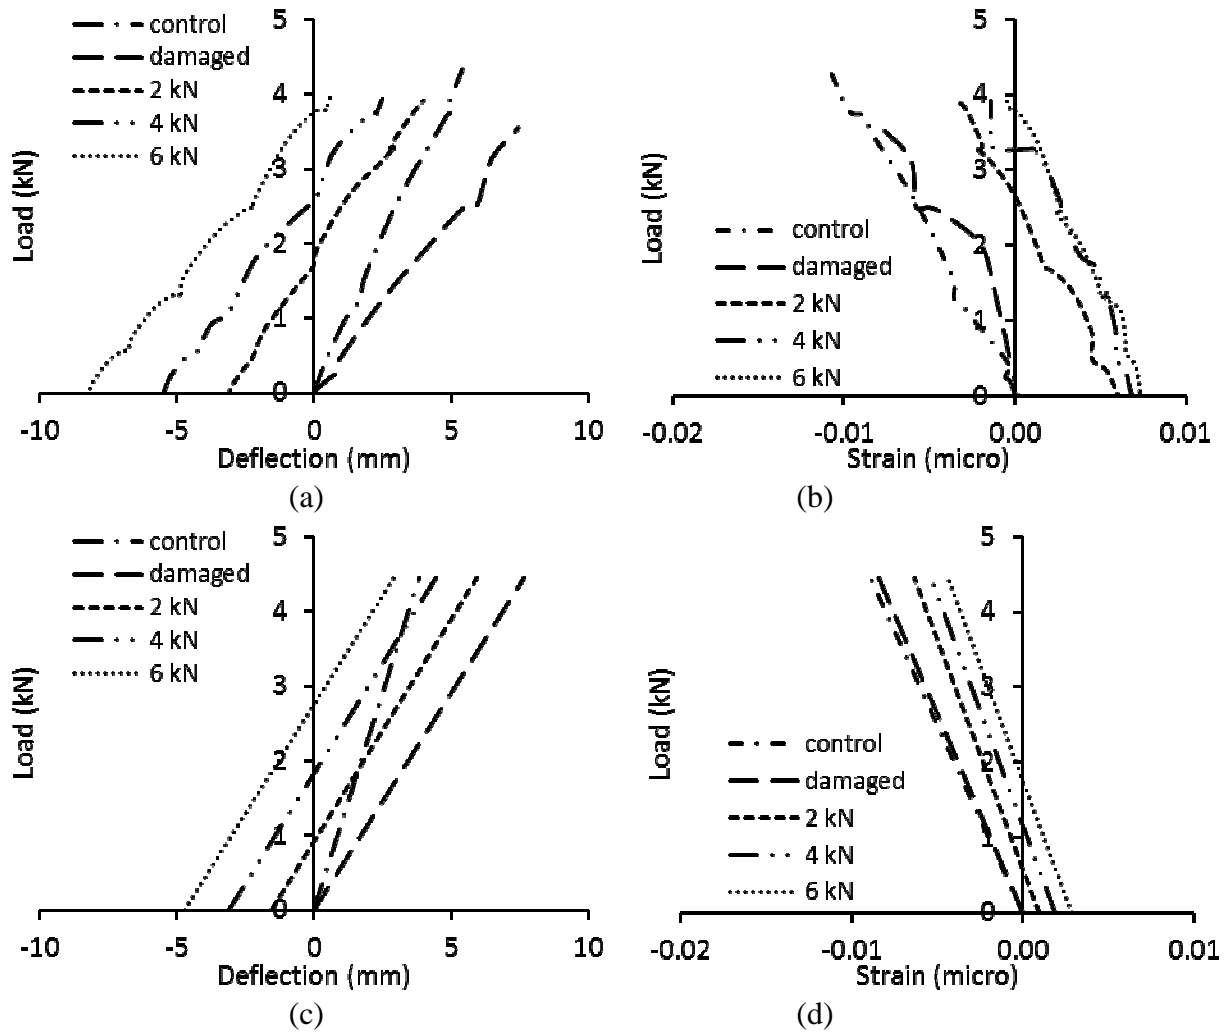 5
4
3
2
1
0
Load (kN)
control
damaged
2 kN
4 kN
6 kN
-10
-5
0
5
10
Deflection (mm)
(a)
5
4
3
2
1
0
Load (kN)
control
damaged
2 kN
4 kN
6 kN
-0.02
-0.01
0.00
0.01
Strain (micro)
(b)
5
4
3
2
1
0
Load (kN)
control
damaged
2 kN
4 kN
6 kN
-10
-5
0
5
10
Deflection (mm)
(c)
5
4
3
2
1
0
Load (kN)
control
damaged
2 kN
4 kN
6 kN
-0.02
-0.01
0.00
0.01
Strain (micro)
(d)